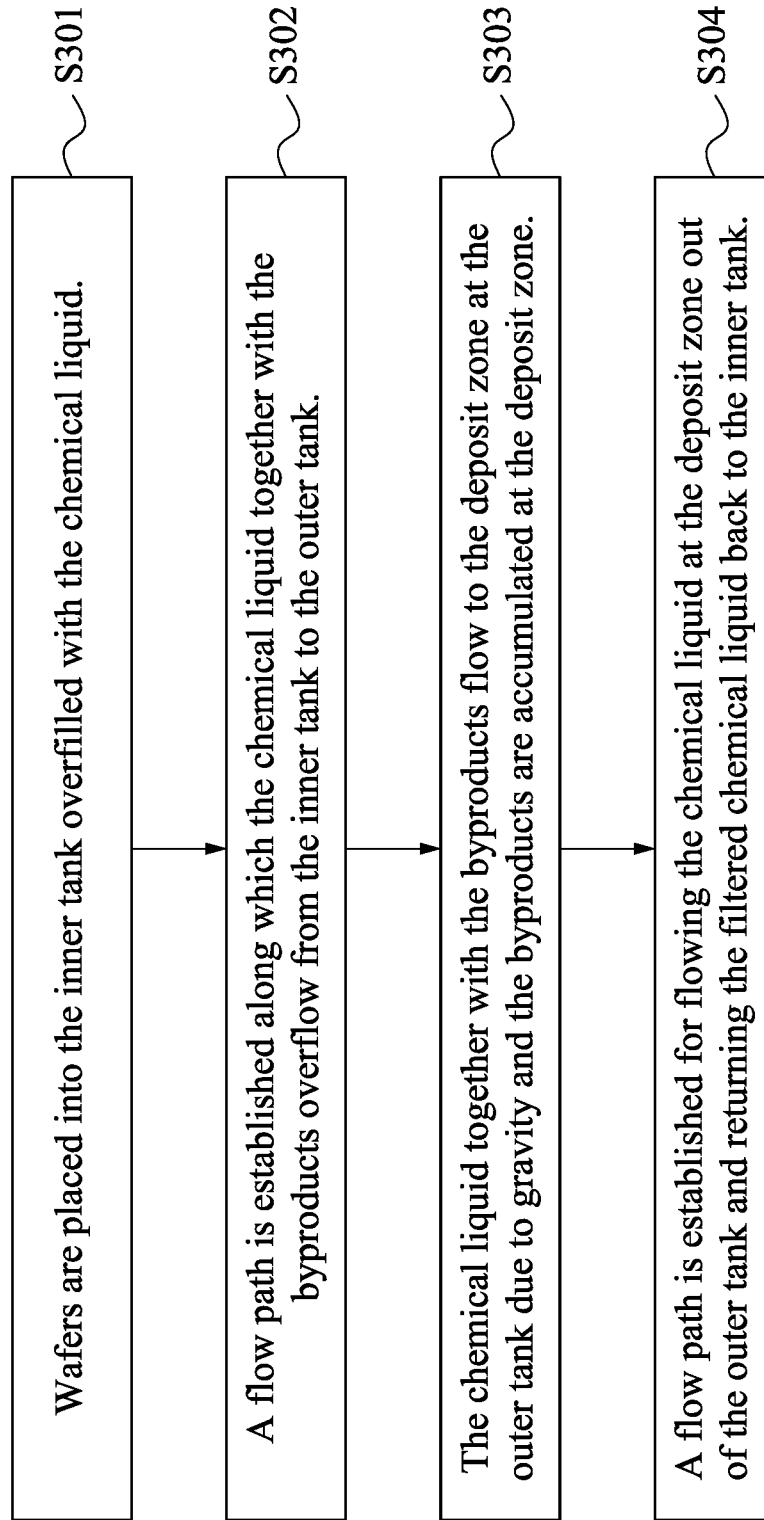 Wafers are placed into the inner tank overfilled with the chemical liquid.
S301
A flow path is established along which the chemical liquid together with the
byproducts overflow from the inner tank to the outer tank.
S302
The chemical liquid together with the byproducts flow to the deposit zone at the
outer tank due to gravity and the byproducts are accumulated at the deposit zone.
S303
A flow path is established for flowing the chemical liquid at the deposit zone out
of the outer tank and returning the filtered chemical liquid back to the inner tank.
S304